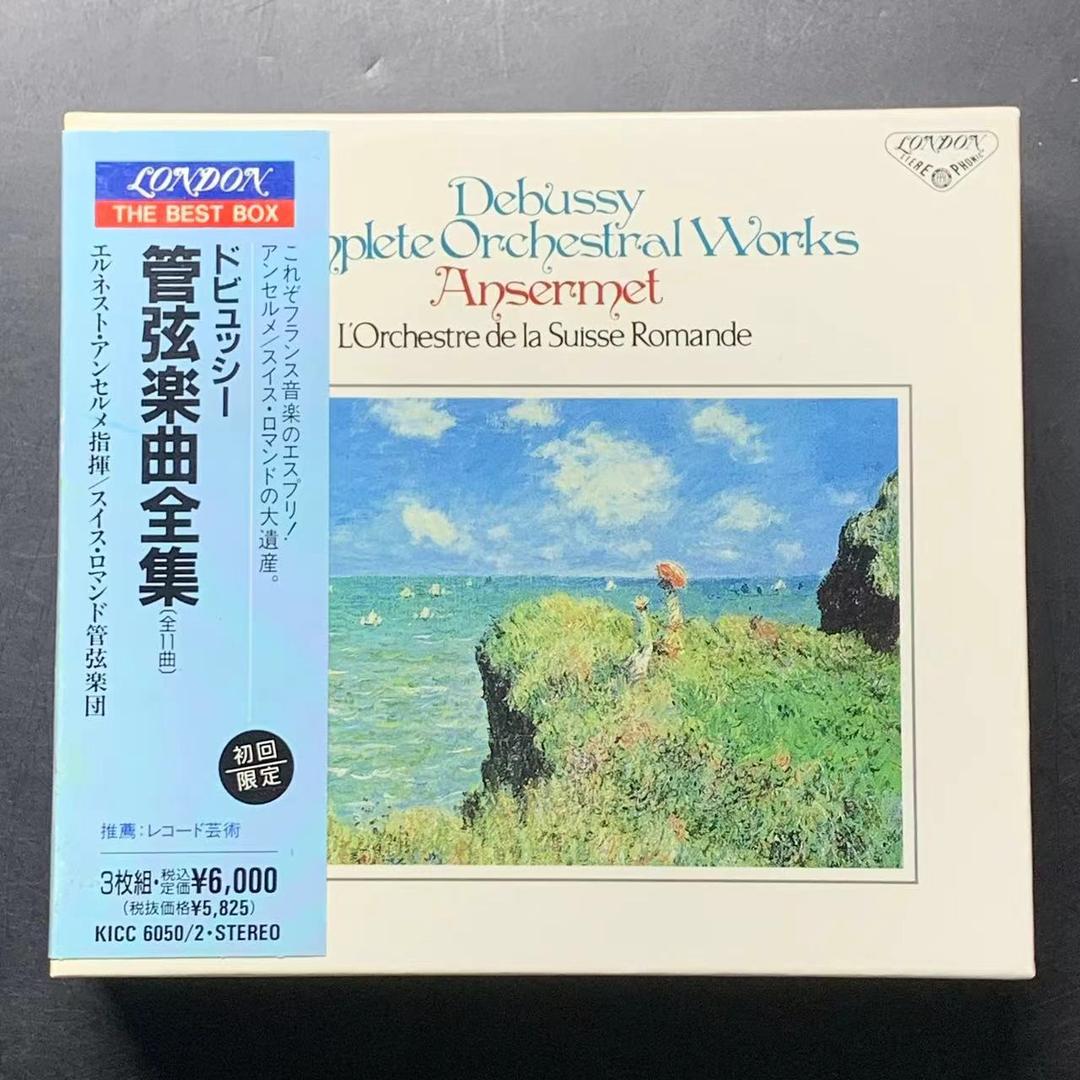 LONDON
THE BEST BOX
これぞフランス音楽のエスプリ!
アンセルメ/スイス・ロマンドの大遺産。
ドビュッシー
管弦楽曲全集
(全11曲)
エルネスト・アンセルメ指揮/スイス・ロマンド管弦楽団
初回
限定
推薦:レコード芸術
3枚組・税込定価¥6,000
(税抜価格¥5,825)
KICC 6050/2・STEREO
Debussy
mplete Orchestral Works
Ansermet
L'Orchestre de la Suisse Romande
LONDON
STEREOPHONIC